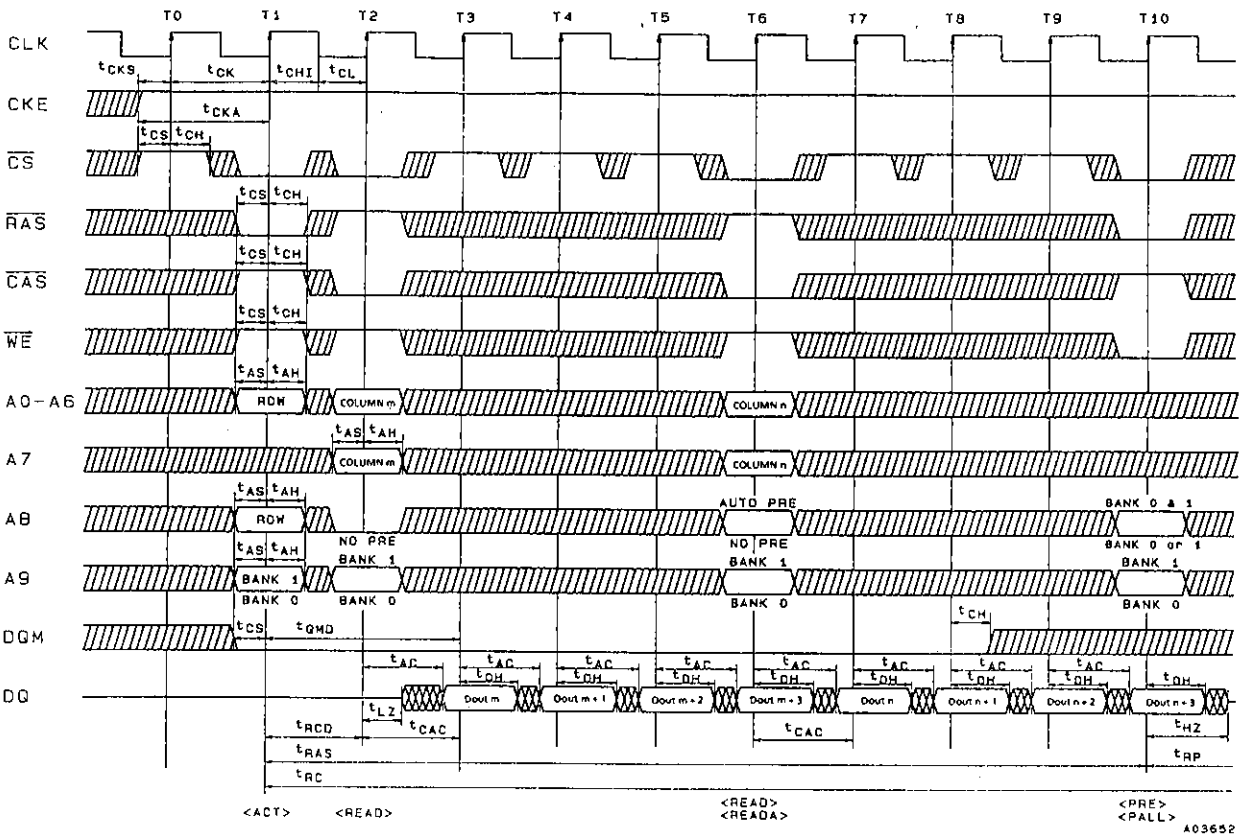 T0 T1 T2 T3 T4 T5 T6 T7 T8 T9 T10
CLK
tCKS tCK tCHI tCL
CKE
tCKA
tCS tCH
CS
tCS tCH
RAS
tCS tCH
CAS
tCS tCH
WE
tAS tAH
A0-A6 ROW COLUMN m COLUMN n
tAS tAH
A7 COLUMN m COLUMN n
tAS tAH AUTO PRE BANK 0 & 1
A8 ROW
NO PRE NO PRE BANK 0 or 1
tAS tAH BANK 1 BANK 1 BANK 1
A9 BANK 1
BANK 0 BANK 0 BANK 0 BANK 0
tCH
DQM tCS tQMD
tAC tAC tAC tAC tAC tAC tAC tAC
tOH tOH tOH tOH tOH tOH tOH tOH
DQ Dout m Dout m+1 Dout m+2 Dout m+3 Dout n Dout n+1 Dout n+2 Dout n+3
tLZ tHZ
tRCD tCAC tCAC
tRAS tRP
tRC
<ACT> <READ> <READ> <PRE>
<READA> <PALL>
A03652